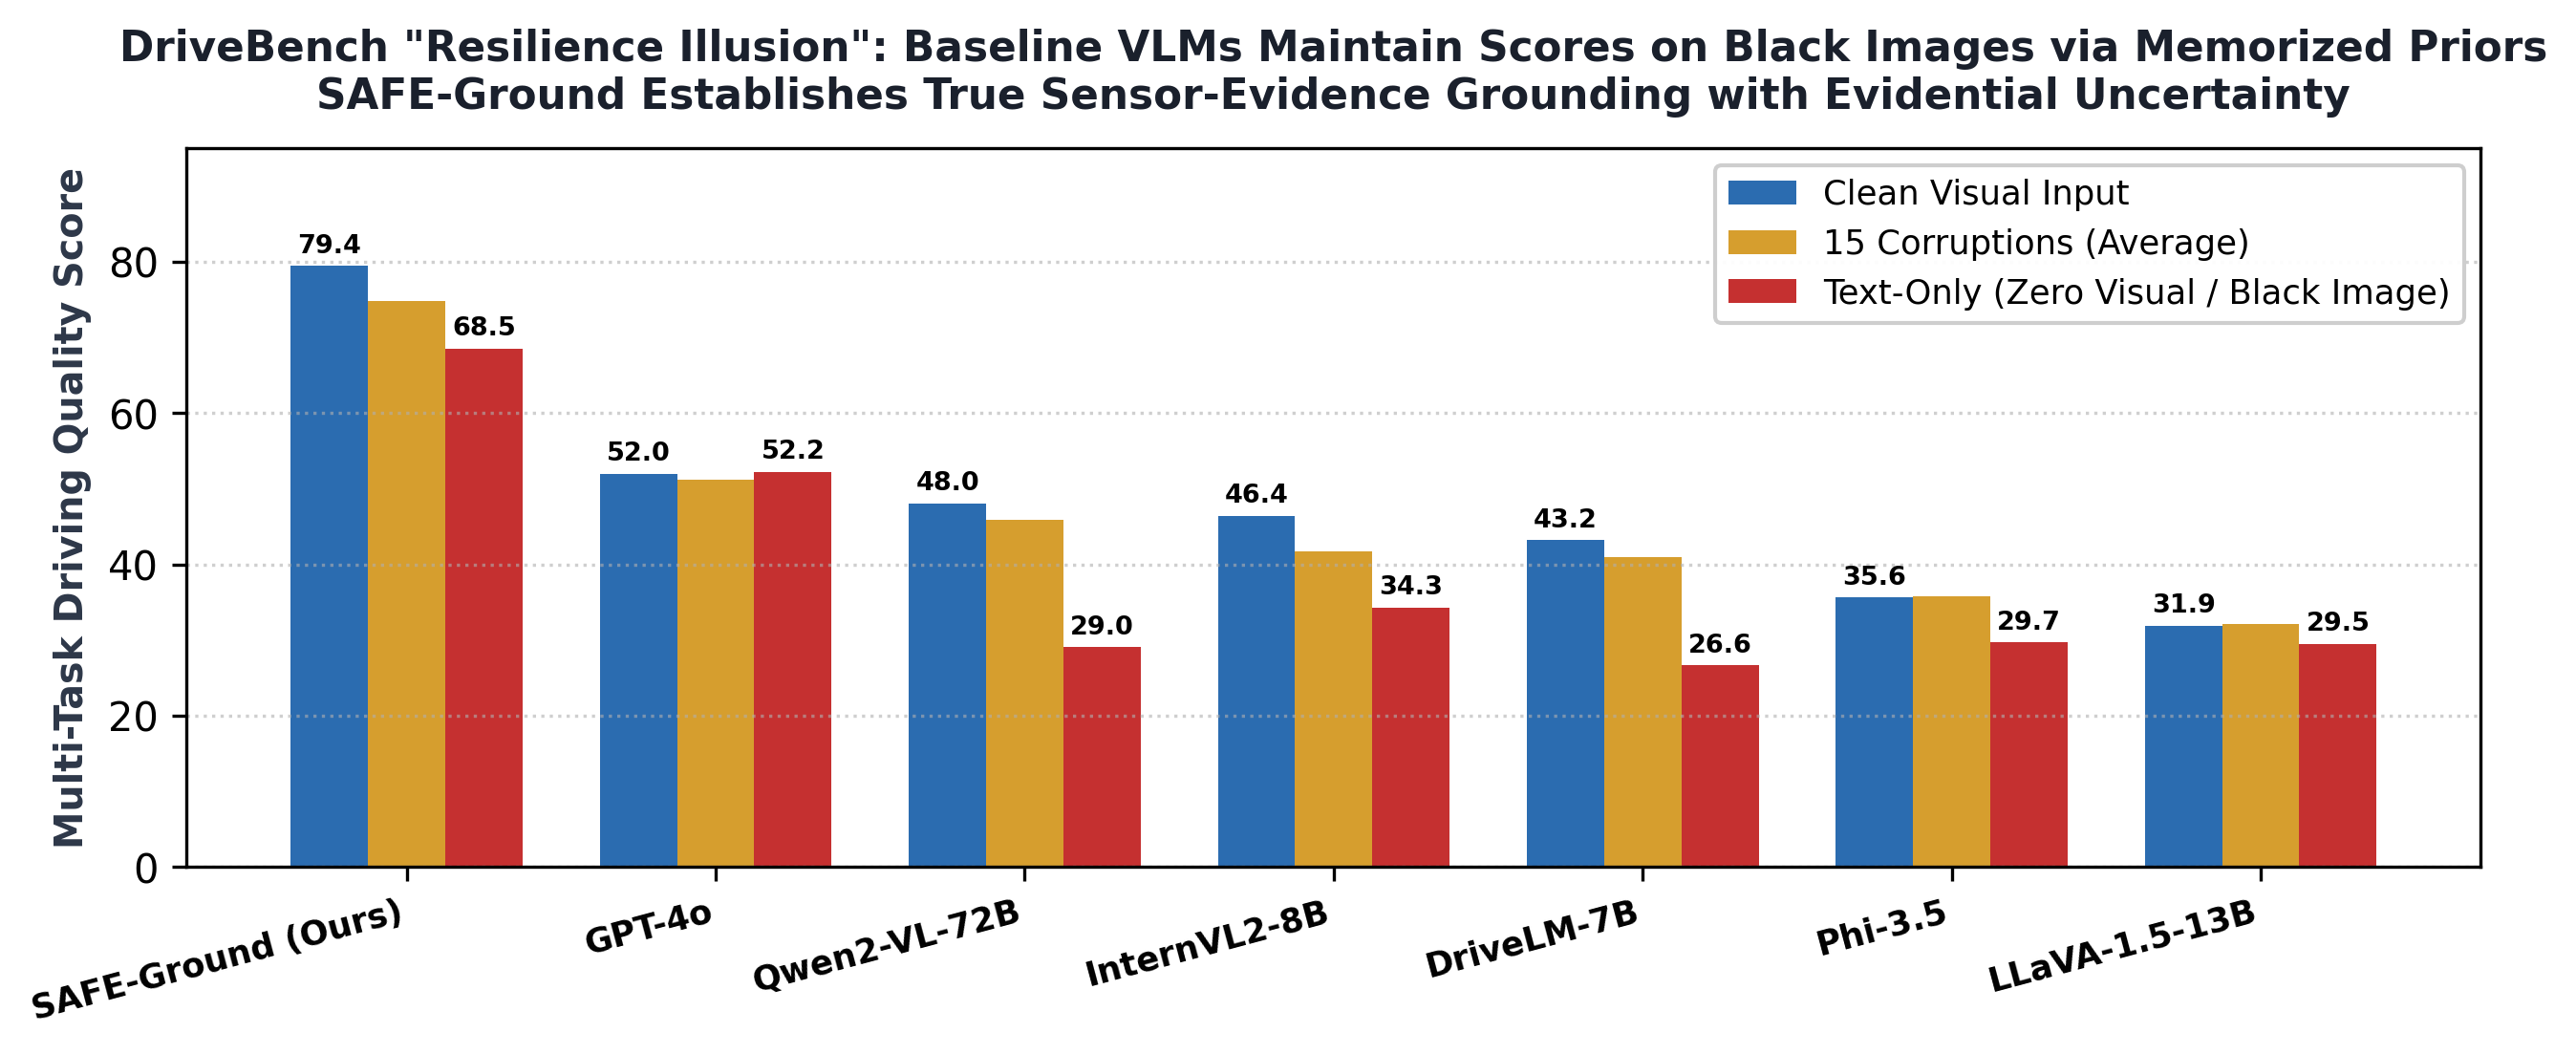 DriveBench "Resilience Illusion": Baseline VLMs Maintain Scores on Black Images via Memorized Priors
SAFE-Ground Establishes True Sensor-Evidence Grounding with Evidential Uncertainty
Multi-Task Driving Quality Score
80
60
40
20
0
Clean Visual Input
15 Corruptions (Average)
Text-Only (Zero Visual / Black Image)
79.4
68.5
52.0
52.2
48.0
29.0
46.4
34.3
43.2
26.6
35.6
29.7
31.9
29.5
SAFE-Ground (Ours)
GPT-4o
Qwen2-VL-72B
InternVL2-8B
DriveLM-7B
Phi-3.5
LLaVA-1.5-13B